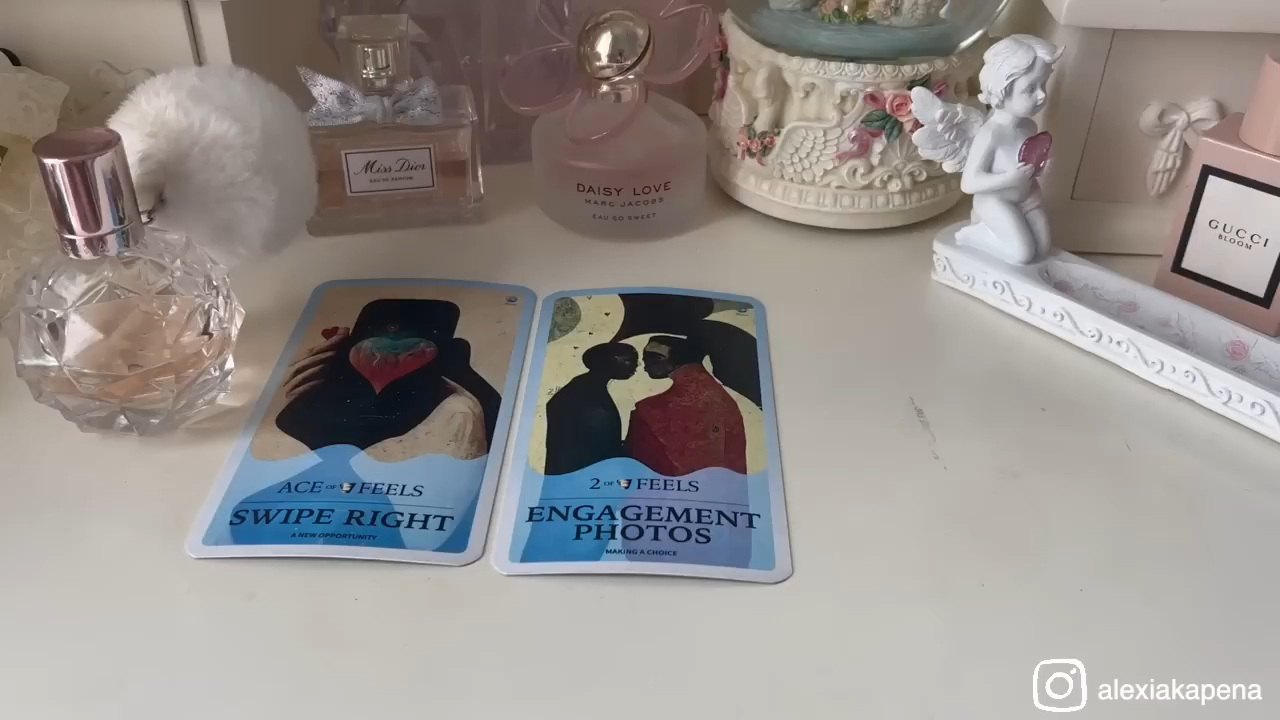 Miss Dior
EAU DE PARFUM
DAISY LOVE
MARC JACOBS
EAU SO SWEET
GUCCI
BLOOM
ACE OF FEELS
SWIPE RIGHT
A NEW OPPORTUNITY
2 OF FEELS
ENGAGEMENT
PHOTOS
MAKING A CHOICE
alexiakapena